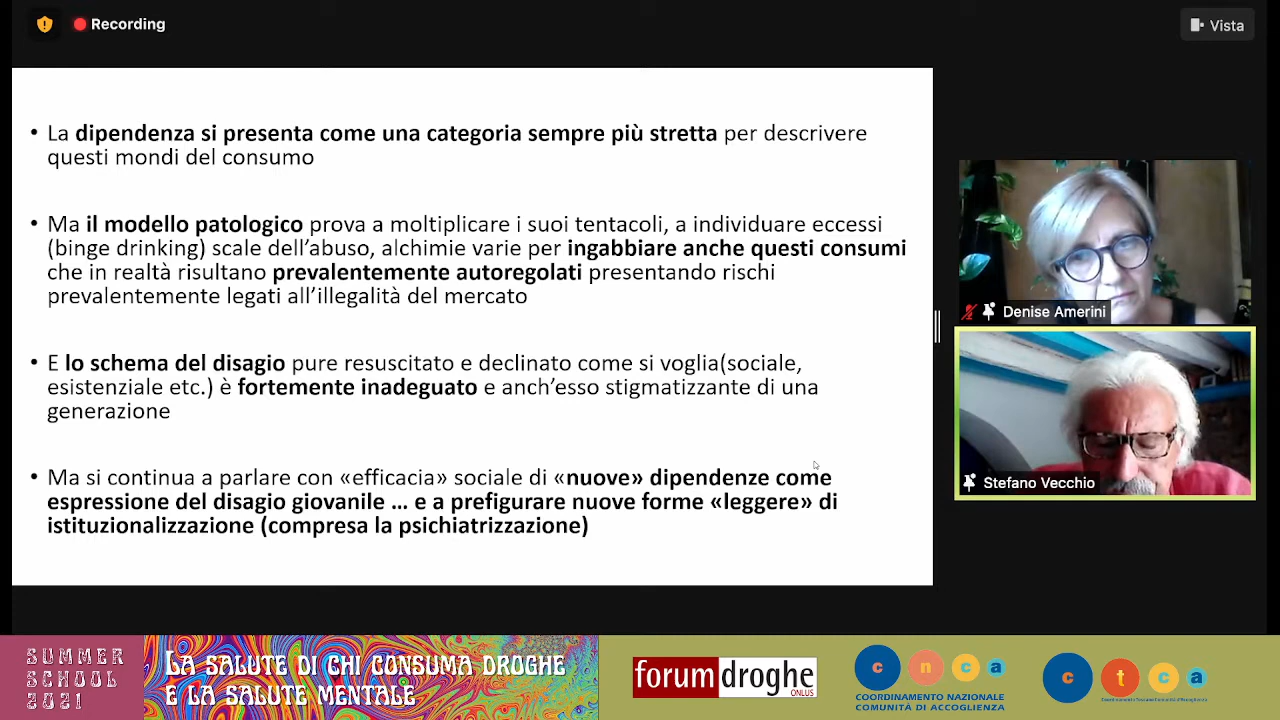 Recording
Vista
• La dipendenza si presenta come una categoria sempre più stretta per descrivere
questi mondi del consumo
• Ma il modello patologico prova a moltiplicare i suoi tentacoli, a individuare eccessi
(binge drinking) scale dell'abuso, alchimie varie per ingabbiare anche questi consumi
che in realtà risultano prevalentemente autoregolati presentando rischi
prevalentemente legati all'illegalità del mercato
• E lo schema del disagio pure resuscitato e declinato come si voglia(sociale,
esistenziale etc.) è fortemente inadeguato e anch'esso stigmatizzante di una
generazione
• Ma si continua a parlare con «efficacia» sociale di «nuove» dipendenze come
espressione del disagio giovanile … e a prefigurare nuove forme «leggere» di
istituzionalizzazione (compresa la psichiatrizzazione)
Denise Amerini
Stefano Vecchio
SUMMER
SCHOOL
2021
LA SALUTE DI CHI CONSUMA DROGHE
E LA SALUTE MENTALE
forumdroghe
ONLUS
cnca
COORDINAMENTO NAZIONALE
COMUNITÀ DI ACCOGLIENZA
ctca